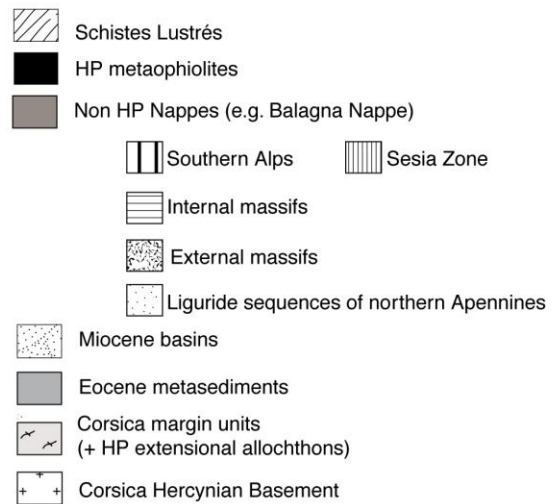 Schistes Lustrés
HP metaophiolites
Non HP Nappes (e.g. Balagna Nappe)
Southern Alps Sesia Zone
Internal massifs
External massifs
Liguride sequences of northern Apennines
Miocene basins
Eocene metasediments
Corsica margin units
(+ HP extensional allochthons)
Corsica Hercynian Basement